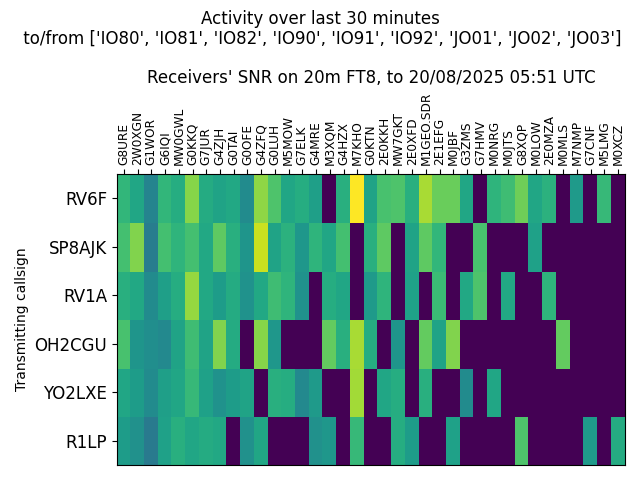 Activity over last 30 minutes
to/from ['IO80', 'IO81', 'IO82', 'IO90', 'IO91', 'IO92', 'JO01', 'JO02', 'JO03']
Receivers' SNR on 20m FT8, to 20/08/2025 05:51 UTC
G8URE
2W0XGN
G1WOR
G6IQI
MW0GWL
G0KKQ
G7JUR
G4ZJH
G0TAI
G0OFE
G4ZFQ
G0LUH
M5MOW
G7ELK
G4MRE
M3XQM
G4HZX
M7KHO
G0KTN
2E0KKH
MW7GKT
2E0XFD
M1GEO.SDR
2E1EFG
M0JBF
G3ZMS
G7HMV
M0NRG
M0JTS
G8XQP
M0LOW
2E0MZA
M0MLS
M7NMP
G7CNF
M5LMG
M0XCZ
Transmitting callsign
RV6F
SP8AJK
RV1A
OH2CGU
YO2LXE
R1LP